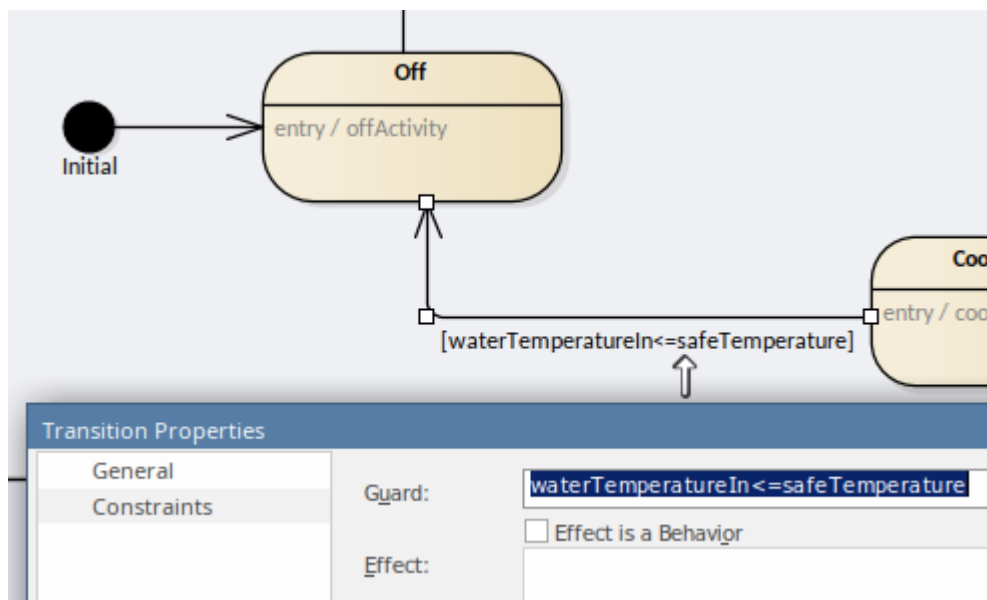 Off
entry / offActivity
Initial
Coo
entry / coo
[waterTemperatureIn<=safeTemperature]
Transition Properties
General
Constraints
Guard:
waterTemperatureIn<=safeTemperature
Effect is a Behavior
Effect: